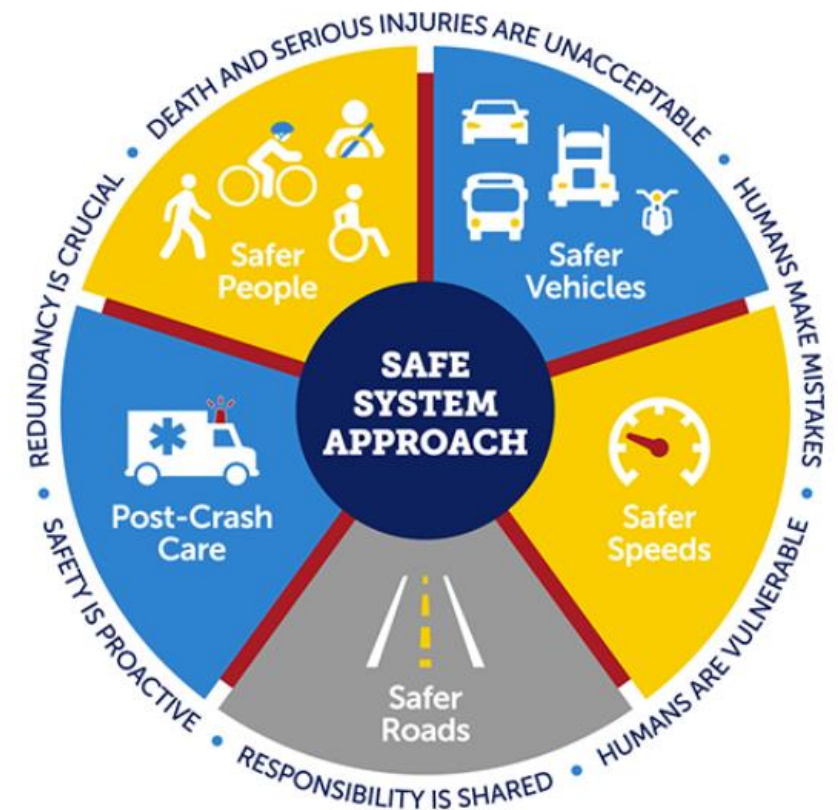 DEATH AND SERIOUS INJURIES ARE UNACCEPTABLE
HUMANS MAKE MISTAKES
HUMANS ARE VULNERABLE
RESPONSIBILITY IS SHARED
SAFETY IS PROACTIVE
REDUNDANCY IS CRUCIAL
Safer
People
Safer
Vehicles
SAFE
SYSTEM
APPROACH
Safer
Speeds
Safer
Roads
Post-Crash
Care